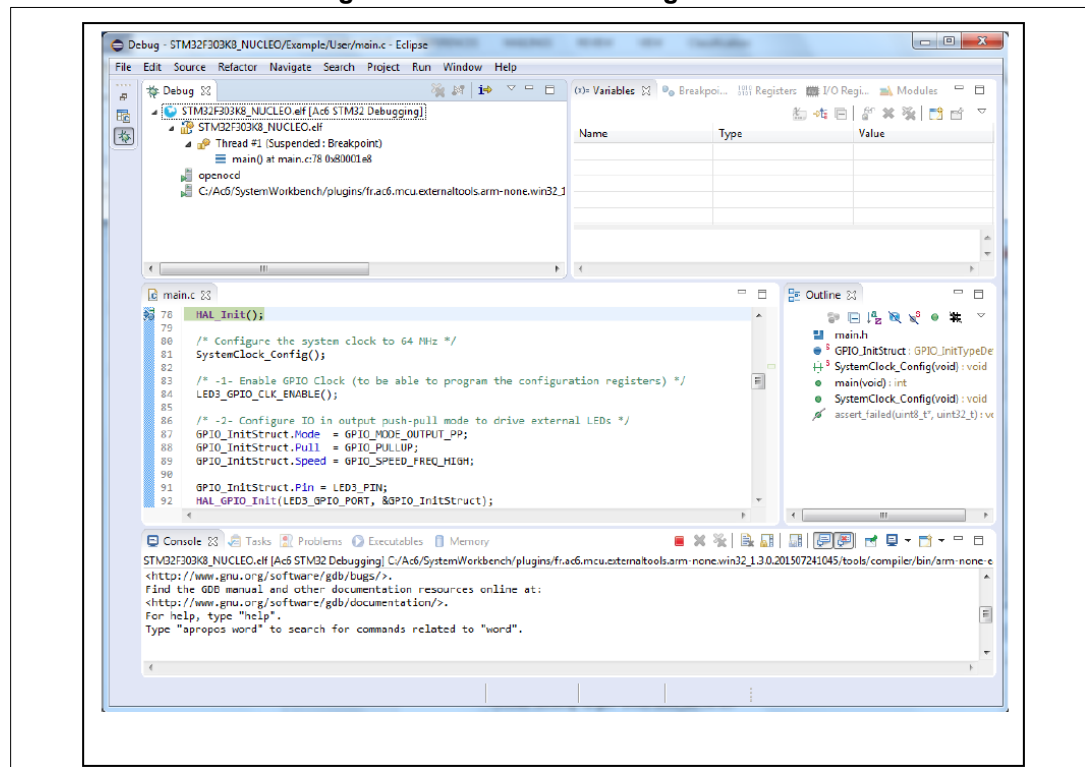 Debug - STM32F303K8_NUCLEO/Example/User/main.c - Eclipse
File Edit Source Refactor Navigate Search Project Run Window Help
Debug
(x)= Variables Breakpoi... Registers I/O Regi... Modules
STM32F303K8_NUCLEO.elf [Ac6 STM32 Debugging]
STM32F303K8_NUCLEO.elf
Thread #1 (Suspended : Breakpoint)
main() at main.c:78 0x80001e8
openocd
C:/Ac6/SystemWorkbench/plugins/fr.ac6.mcu.externaltools.arm-none.win32_1
Name Type Value
main.c
78 HAL_Init();
79
80 /* Configure the system clock to 64 MHz */
81 SystemClock_Config();
82
83 /* -1- Enable GPIO Clock (to be able to program the configuration registers) */
84 LED3_GPIO_CLK_ENABLE();
85
86 /* -2- Configure IO in output push-pull mode to drive external LEDs */
87 GPIO_InitStruct.Mode = GPIO_MODE_OUTPUT_PP;
88 GPIO_InitStruct.Pull = GPIO_PULLUP;
89 GPIO_InitStruct.Speed = GPIO_SPEED_FREQ_HIGH;
90
91 GPIO_InitStruct.Pin = LED3_PIN;
92 HAL_GPIO_Init(LED3_GPIO_PORT, &GPIO_InitStruct);
Outline
main.h
S GPIO_InitStruct : GPIO_InitTypeDe
S SystemClock_Config(void) : void
main(void) : int
SystemClock_Config(void) : void
assert_failed(uint8_t*, uint32_t) : vo
Console Tasks Problems Executables Memory
STM32F303K8_NUCLEO.elf [Ac6 STM32 Debugging] C:/Ac6/SystemWorkbench/plugins/fr.ac6.mcu.externaltools.arm-none.win32_1.3.0.201507241045/tools/compiler/bin/arm-none-e
<http://www.gnu.org/software/gdb/bugs/>.
Find the GDB manual and other documentation resources online at:
<http://www.gnu.org/software/gdb/documentation/>.
For help, type "help".
Type "apropos word" to search for commands related to "word".